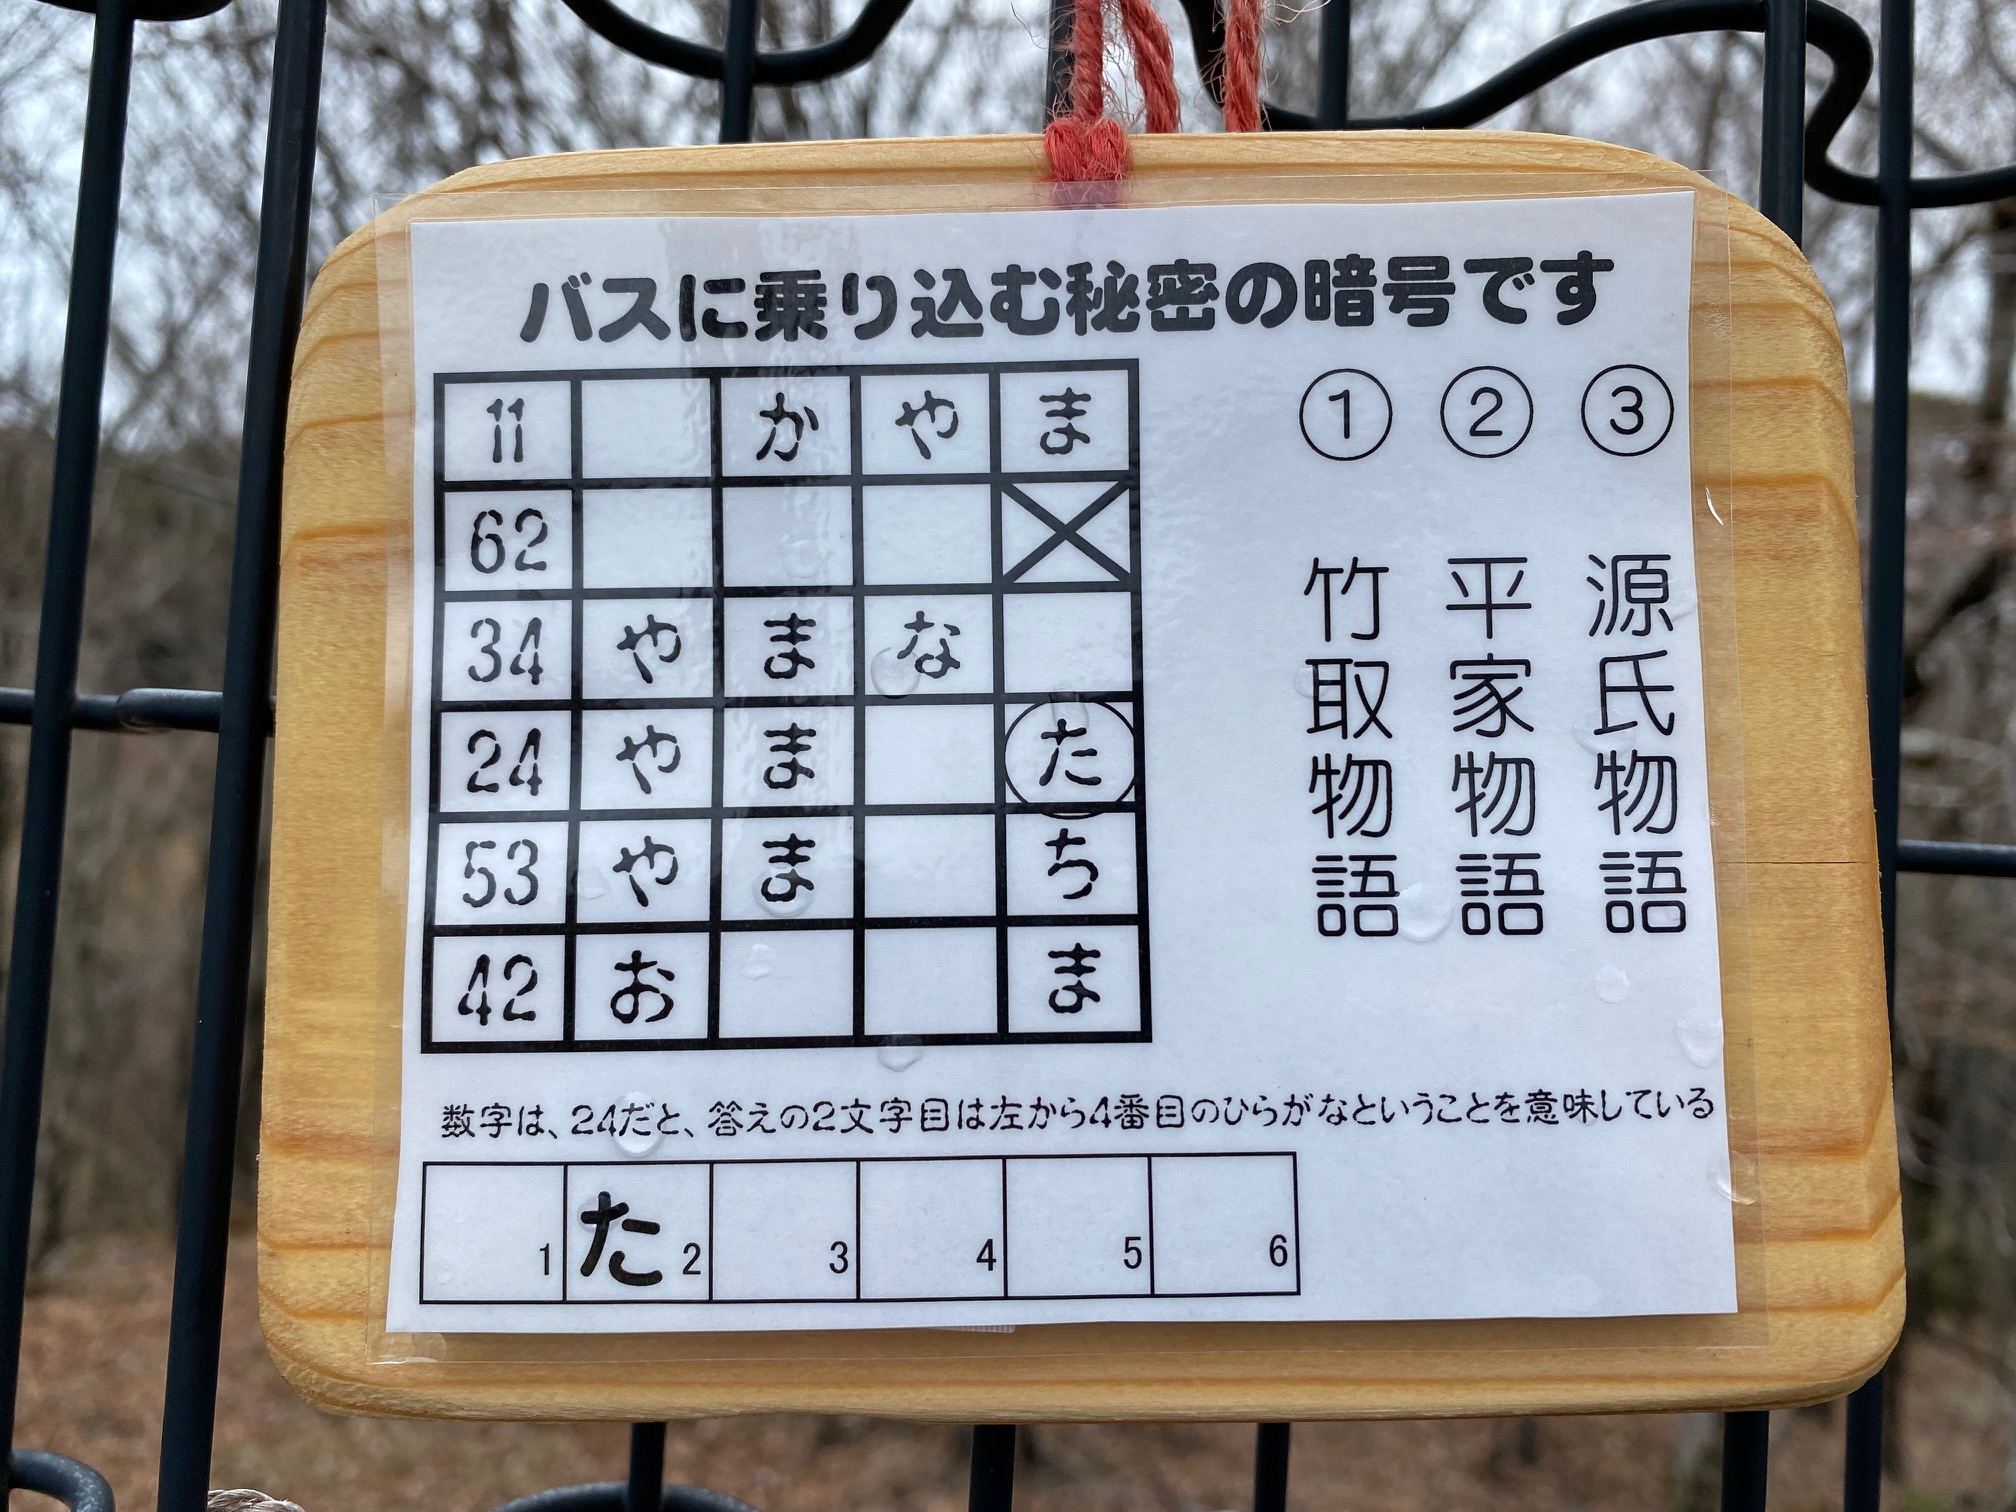 バスに乗り込む秘密の暗号です
11 か や ま
62
34 や ま な
24 や ま た
53 や ま ち
42 お ま
① 竹取物語
② 平家物語
③ 源氏物語
数字は、24だと、答えの2文字目は左から4番目のひらがなということを意味している
1 た 2 3 4 5 6